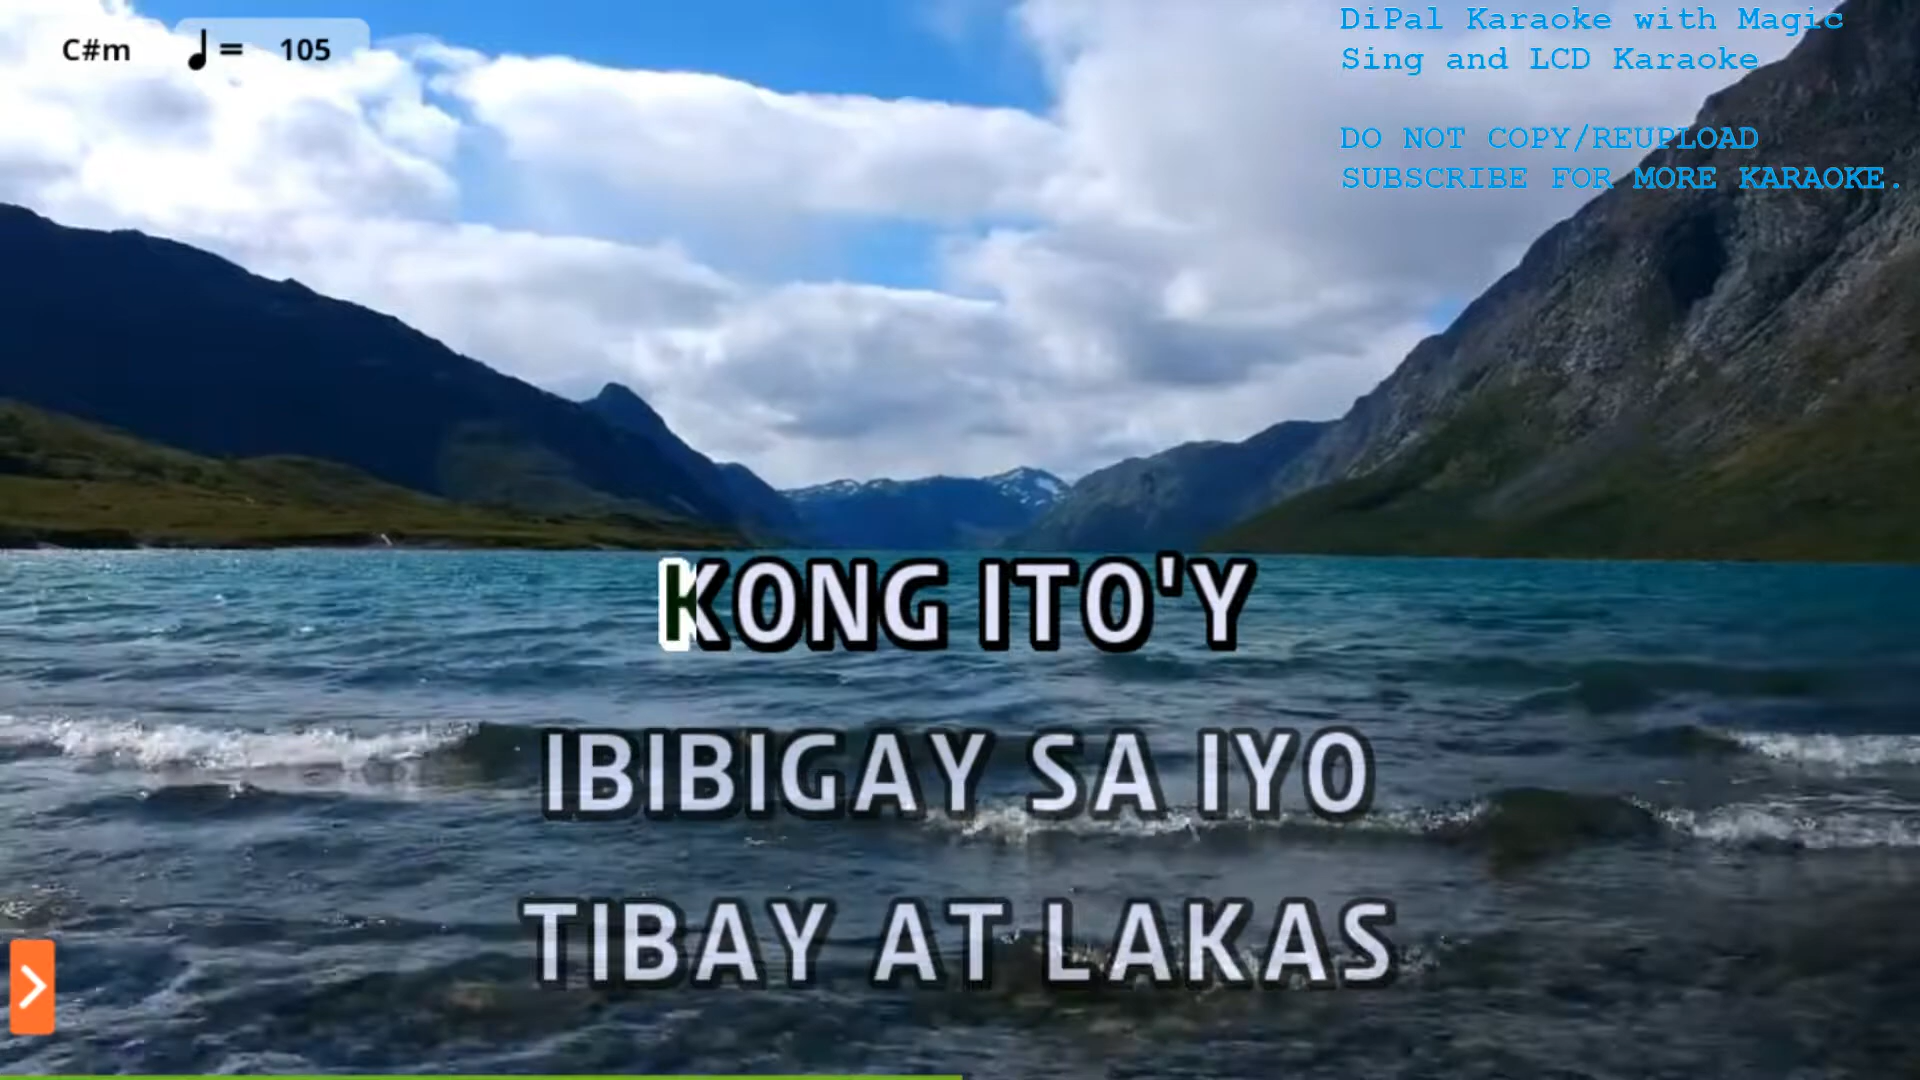 C#m ♩= 105
DiPal Karaoke with Magic
Sing and LCD Karaoke
DO NOT COPY/REUPLOAD
SUBSCRIBE FOR MORE KARAOKE.
KONG ITO'Y
IBIBIGAY SA IYO
TIBAY AT LAKAS